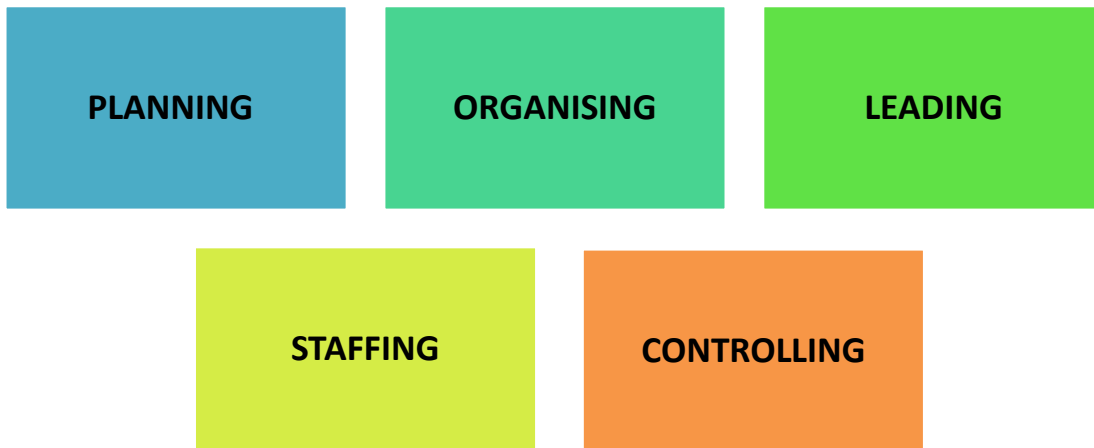 PLANNING
ORGANISING
LEADING
STAFFING
CONTROLLING